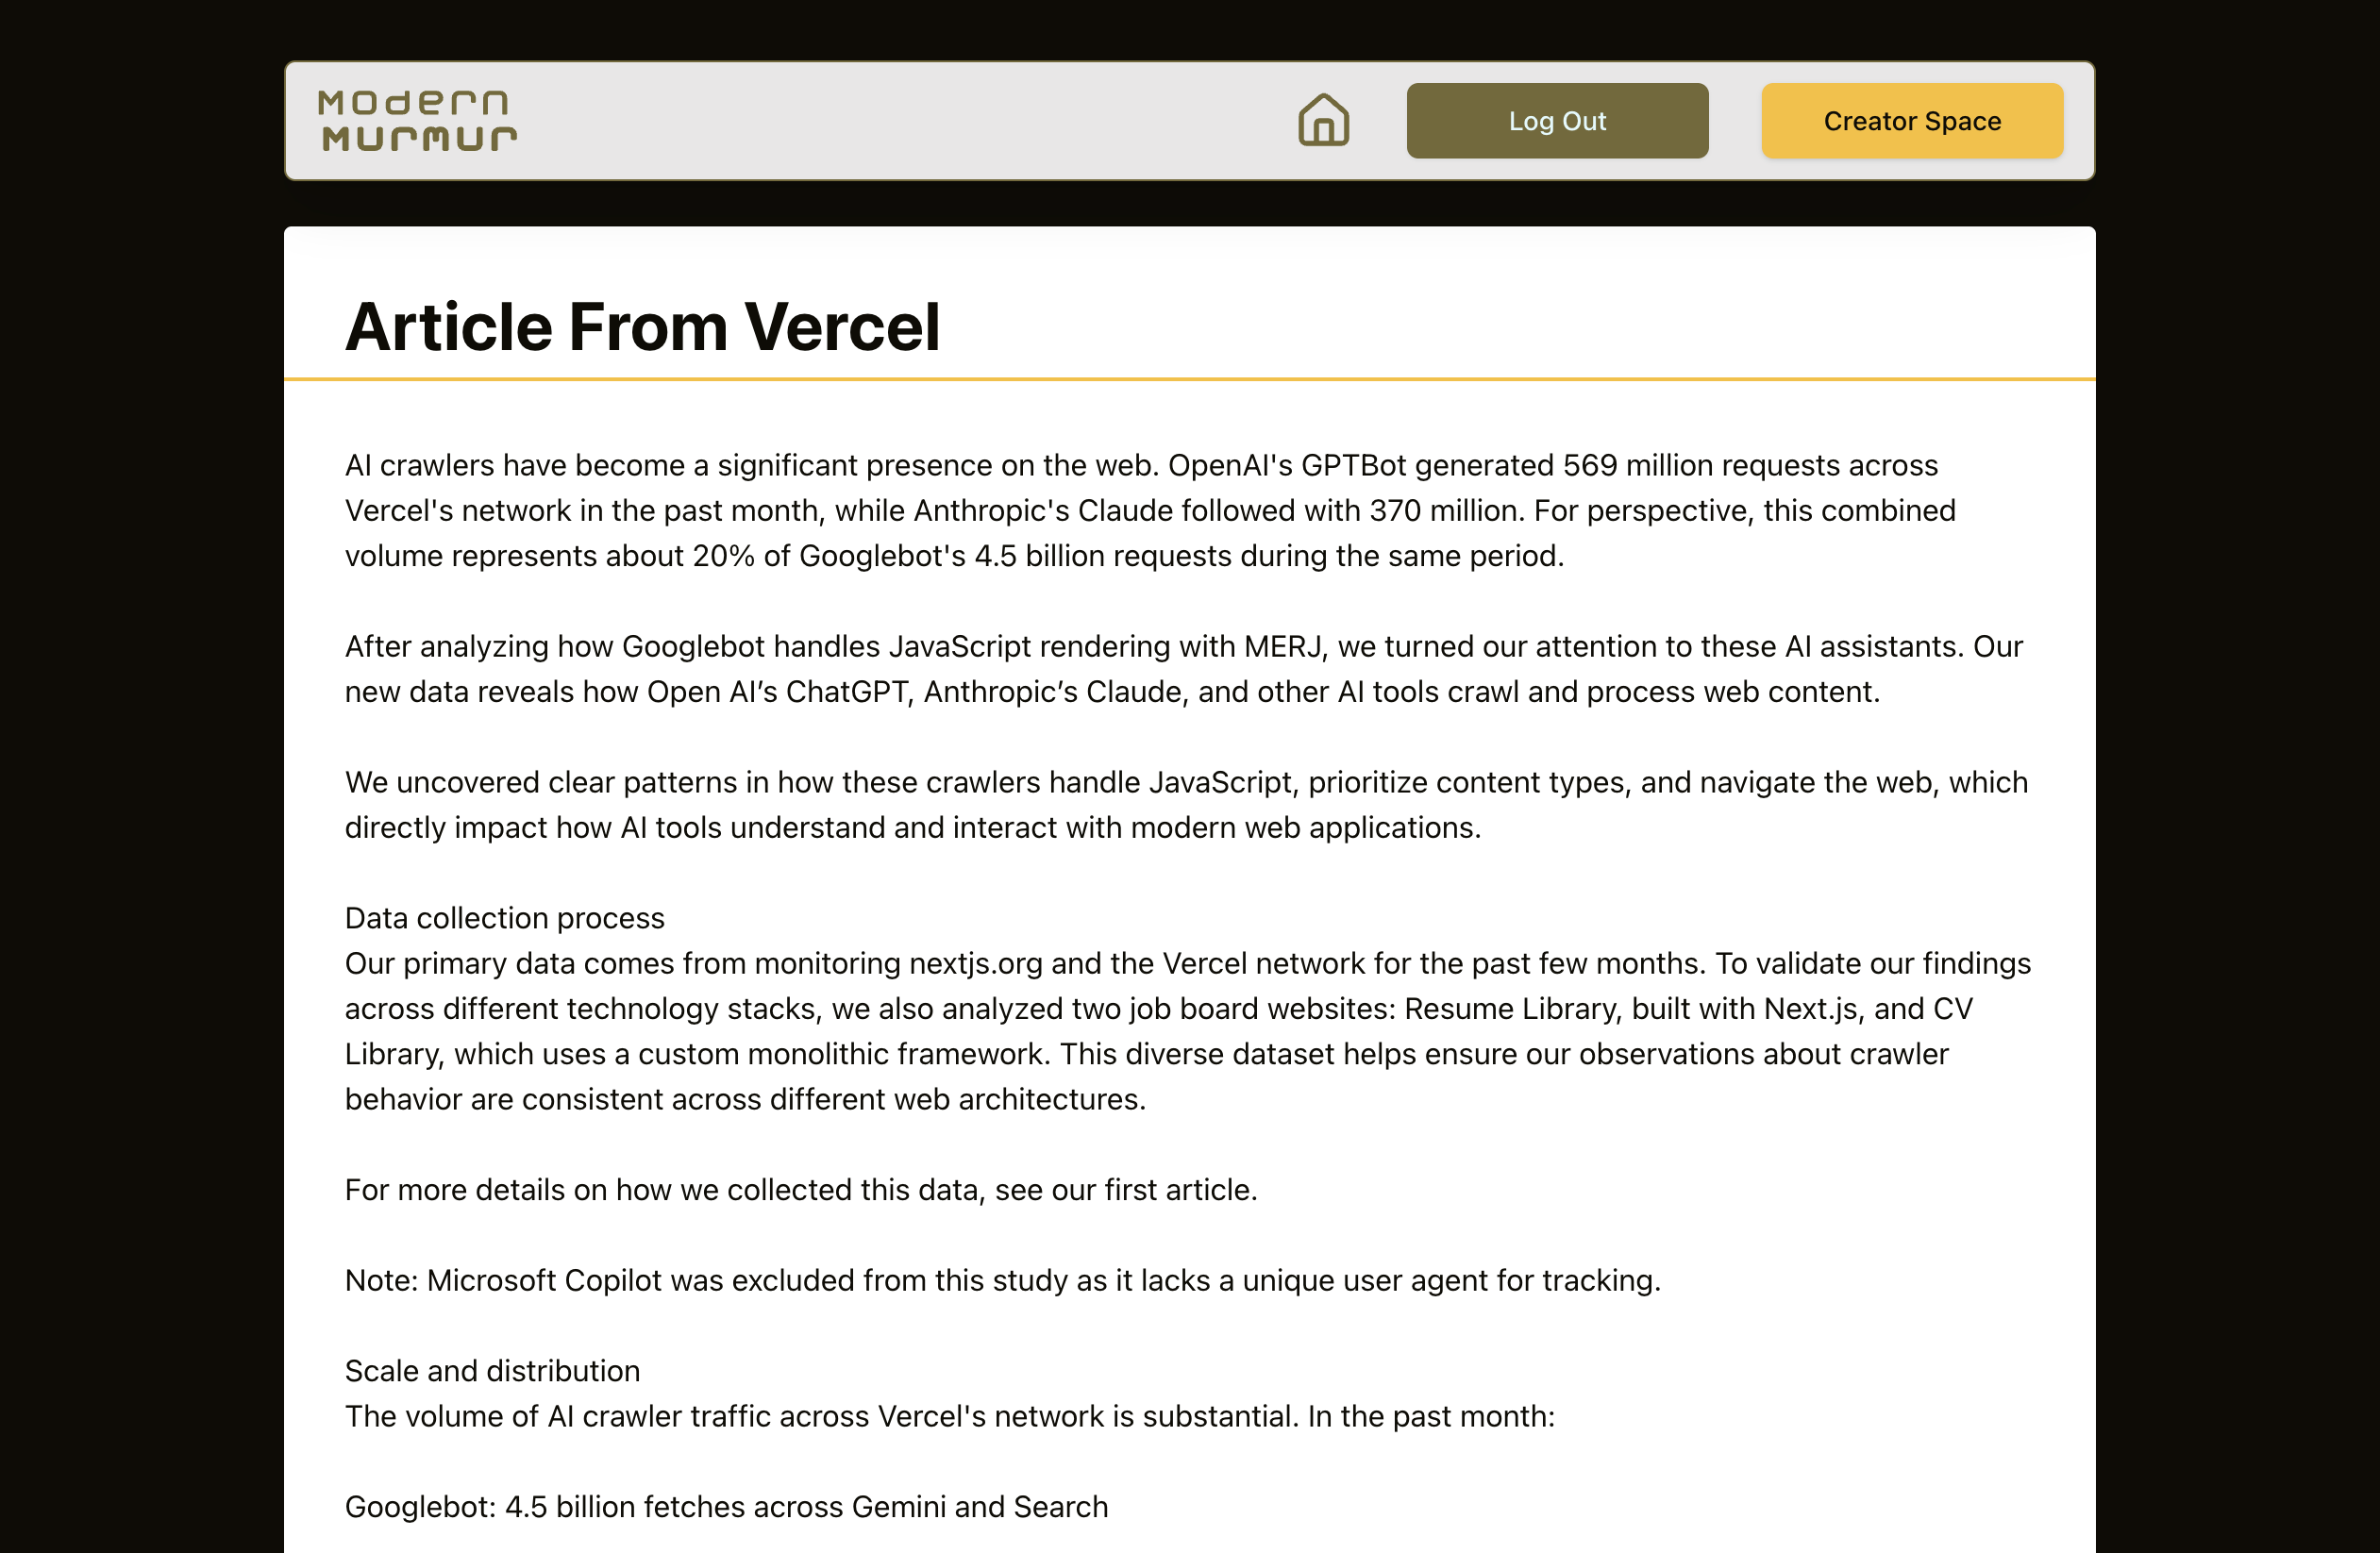 Modern
Murmur
Log Out
Creator Space
Article From Vercel
AI crawlers have become a significant presence on the web. OpenAI's GPTBot generated 569 million requests across
Vercel's network in the past month, while Anthropic's Claude followed with 370 million. For perspective, this combined
volume represents about 20% of Googlebot's 4.5 billion requests during the same period.
After analyzing how Googlebot handles JavaScript rendering with MERJ, we turned our attention to these AI assistants. Our
new data reveals how Open AI’s ChatGPT, Anthropic’s Claude, and other AI tools crawl and process web content.
We uncovered clear patterns in how these crawlers handle JavaScript, prioritize content types, and navigate the web, which
directly impact how AI tools understand and interact with modern web applications.
Data collection process
Our primary data comes from monitoring nextjs.org and the Vercel network for the past few months. To validate our findings
across different technology stacks, we also analyzed two job board websites: Resume Library, built with Next.js, and CV
Library, which uses a custom monolithic framework. This diverse dataset helps ensure our observations about crawler
behavior are consistent across different web architectures.
For more details on how we collected this data, see our first article.
Note: Microsoft Copilot was excluded from this study as it lacks a unique user agent for tracking.
Scale and distribution
The volume of AI crawler traffic across Vercel's network is substantial. In the past month:
Googlebot: 4.5 billion fetches across Gemini and Search